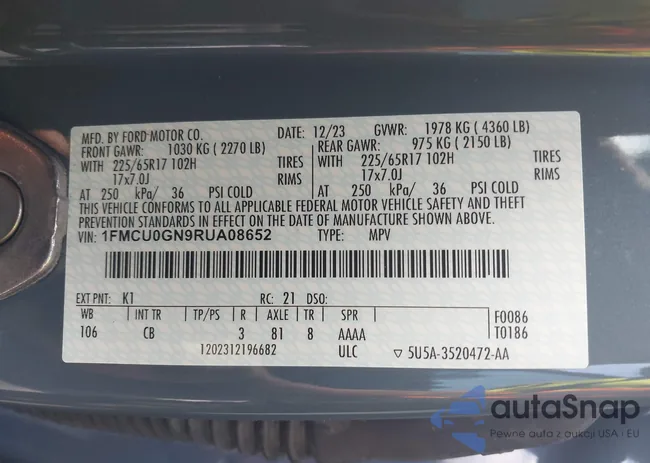 MFD. BY FORD MOTOR CO. DATE: 12/23 GVWR: 1978 KG ( 4360 LB)
FRONT GAWR: 1030 KG ( 2270 LB) REAR GAWR: 975 KG ( 2150 LB)
WITH 225/65R17 102H TIRES WITH 225/65R17 102H TIRES
17x7.0J RIMS 17x7.0J RIMS
AT 250 kPa/ 36 PSI COLD AT 250 kPa/ 36 PSI COLD
THIS VEHICLE CONFORMS TO ALL APPLICABLE FEDERAL MOTOR VEHICLE SAFETY AND THEFT
PREVENTION STANDARDS IN EFFECT ON THE DATE OF MANUFACTURE SHOWN ABOVE.
VIN: 1FMCU0GN9RUA08652 TYPE: MPV
EXT PNT: K1 RC: 21 DSO: F0086
WB INT TR TP/PS R AXLE TR SPR T0186
106 CB 3 81 8 AAAA
1202312196682 ULC ▽ 5U5A-3520472-AA
autaSnap
Pewne auta z aukcji USA i EU